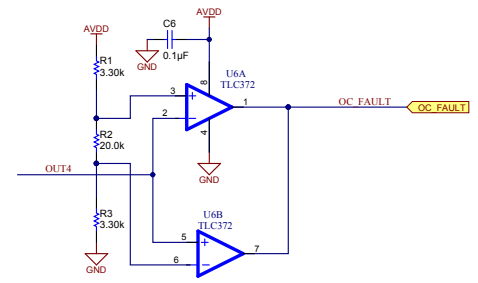 AVDD
C6
AVDD
0.1µF
GND
R1
3.30k
U6A
TLC372
8
3
1
2
4
OC_FAULT
OC_FAULT
R2
20.0k
OUT4
GND
R3
3.30k
U6B
TLC372
5
7
6
GND